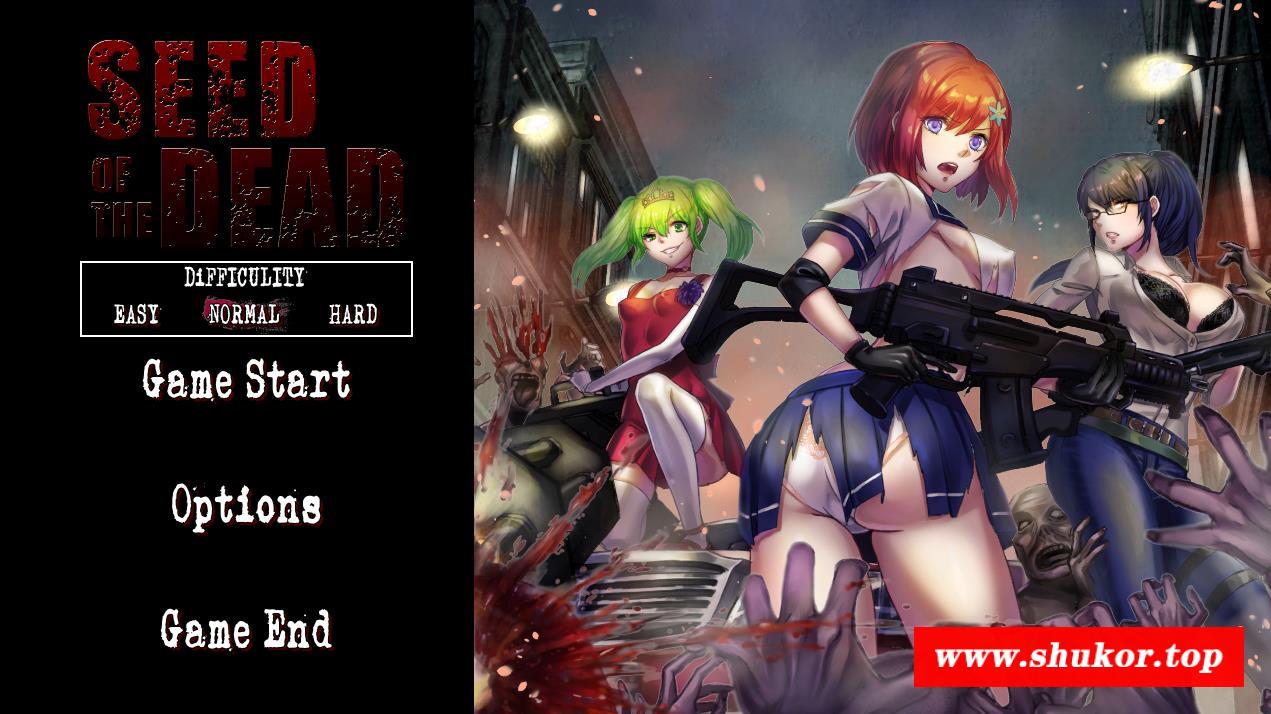 SEED
OF
THE DEAD
DiFFICULITY
EASY NORMAL HARD
Game Start
Options
Game End
www.shukor.top